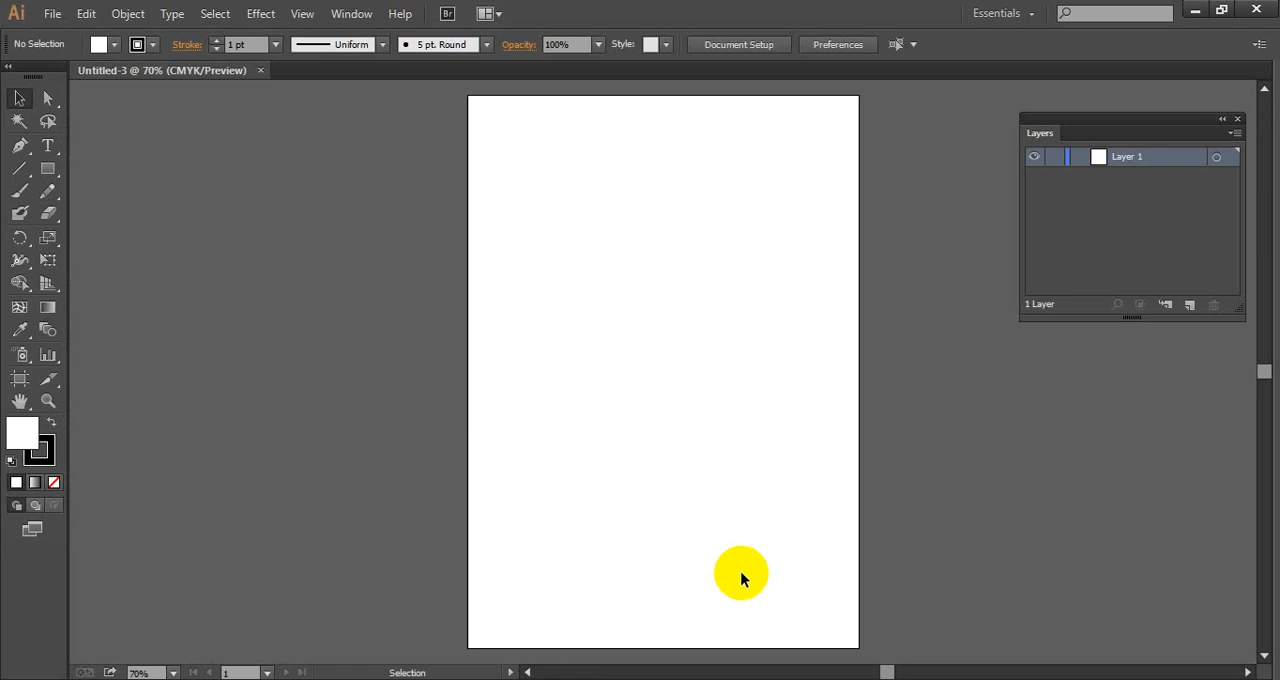 Ai File Edit Object Type Select Effect View Window Help Br Essentials
No Selection Stroke: 1 pt Uniform 5 pt. Round Opacity: 100% Style: Document Setup Preferences
Untitled-3 @ 70% (CMYK/Preview)
Layers
Layer 1
1 Layer
70% 1 Selection